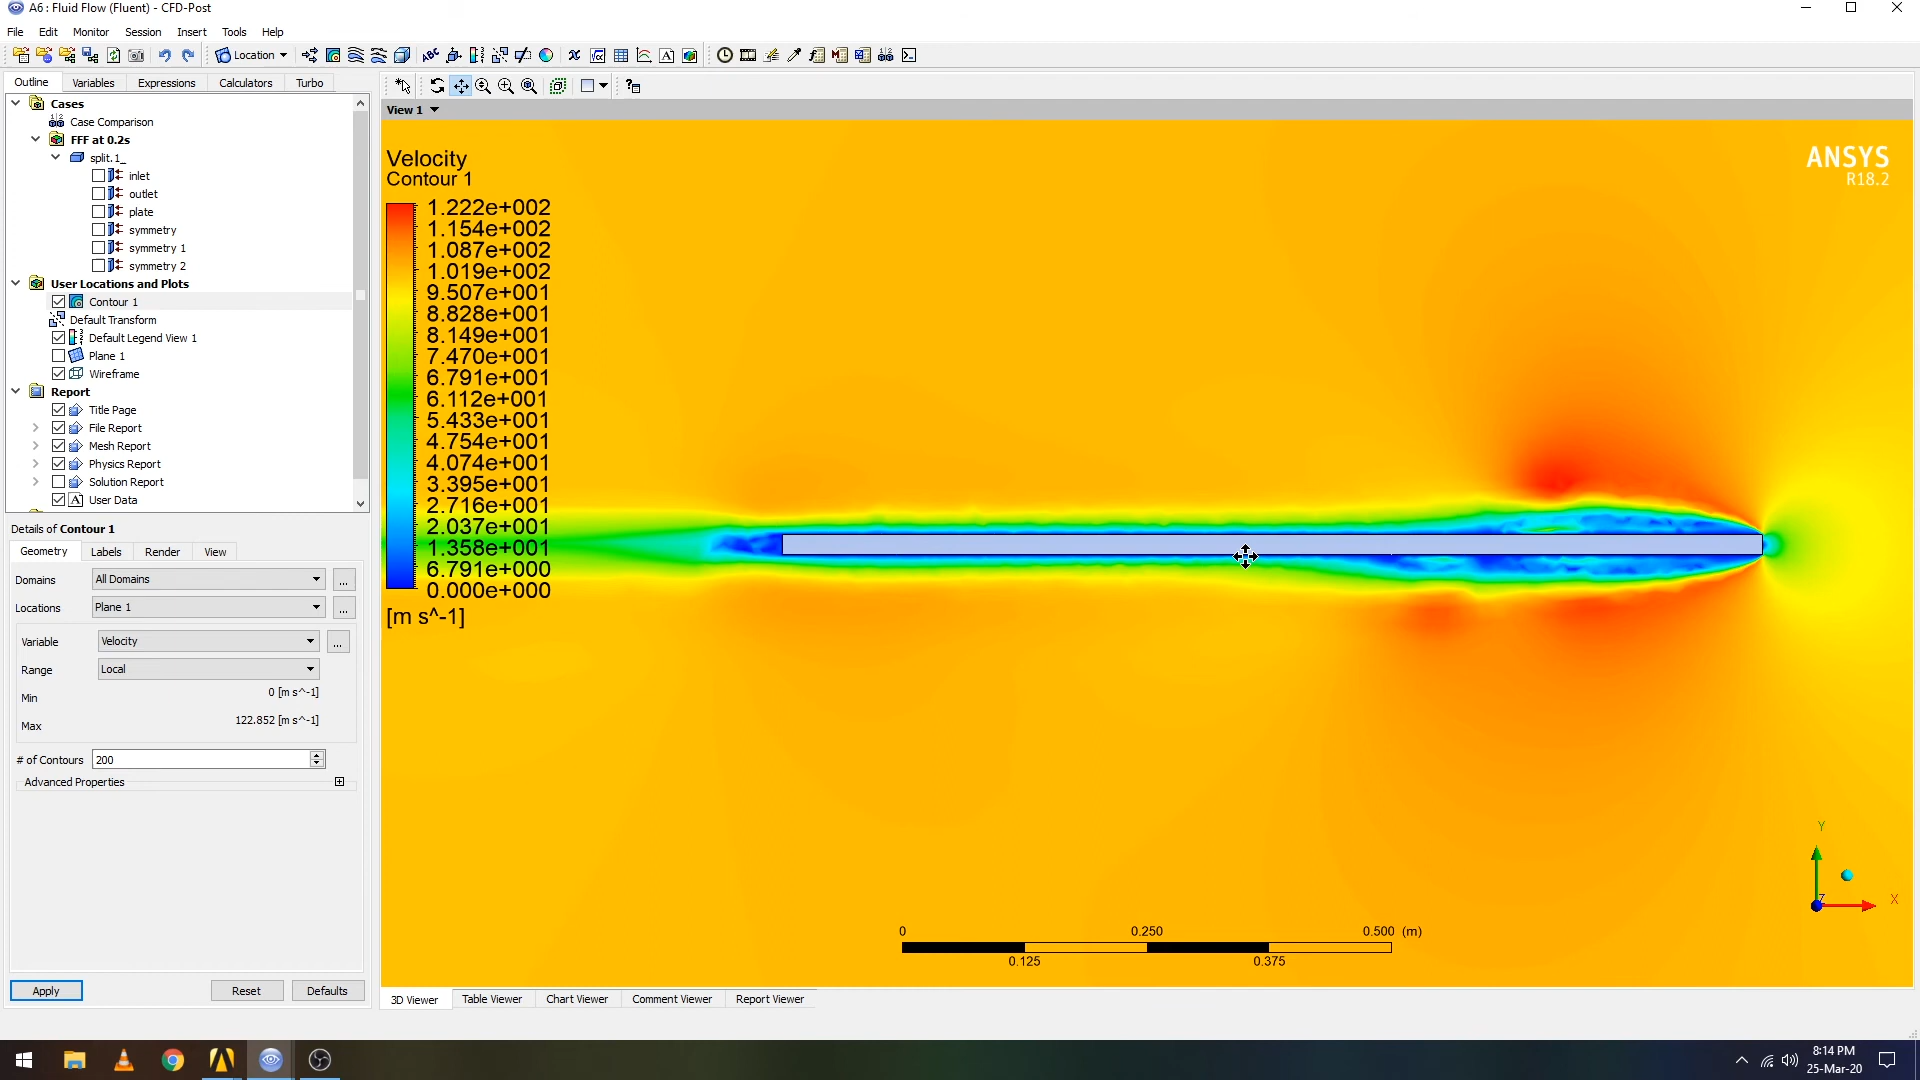 A6 : Fluid Flow (Fluent) - CFD-Post
File Edit Monitor Session Insert Tools Help
Location
Outline Variables Expressions Calculators Turbo
View 1
Cases
Case Comparison
FFF at 0.2s
split.1_
inlet
outlet
plate
symmetry
symmetry 1
symmetry 2
User Locations and Plots
Contour 1
Default Transform
Default Legend View 1
Plane 1
Wireframe
Report
Title Page
File Report
Mesh Report
Physics Report
Solution Report
User Data
Details of Contour 1
Geometry Labels Render View
Domains All Domains ...
Locations Plane 1 ...
Variable Velocity ...
Range Local
Min 0 [m s^-1]
Max 122.852 [m s^-1]
# of Contours 200
Advanced Properties
Apply Reset Defaults
Velocity
Contour 1
1.222e+002
1.154e+002
1.087e+002
1.019e+002
9.507e+001
8.828e+001
8.149e+001
7.470e+001
6.791e+001
6.112e+001
5.433e+001
4.754e+001
4.074e+001
3.395e+001
2.716e+001
2.037e+001
1.358e+001
6.791e+000
0.000e+000
[m s^-1]
ANSYS
R18.2
Y
Z
X
0 0.250 0.500 (m)
0.125 0.375
3D Viewer Table Viewer Chart Viewer Comment Viewer Report Viewer
8:14 PM
25-Mar-20